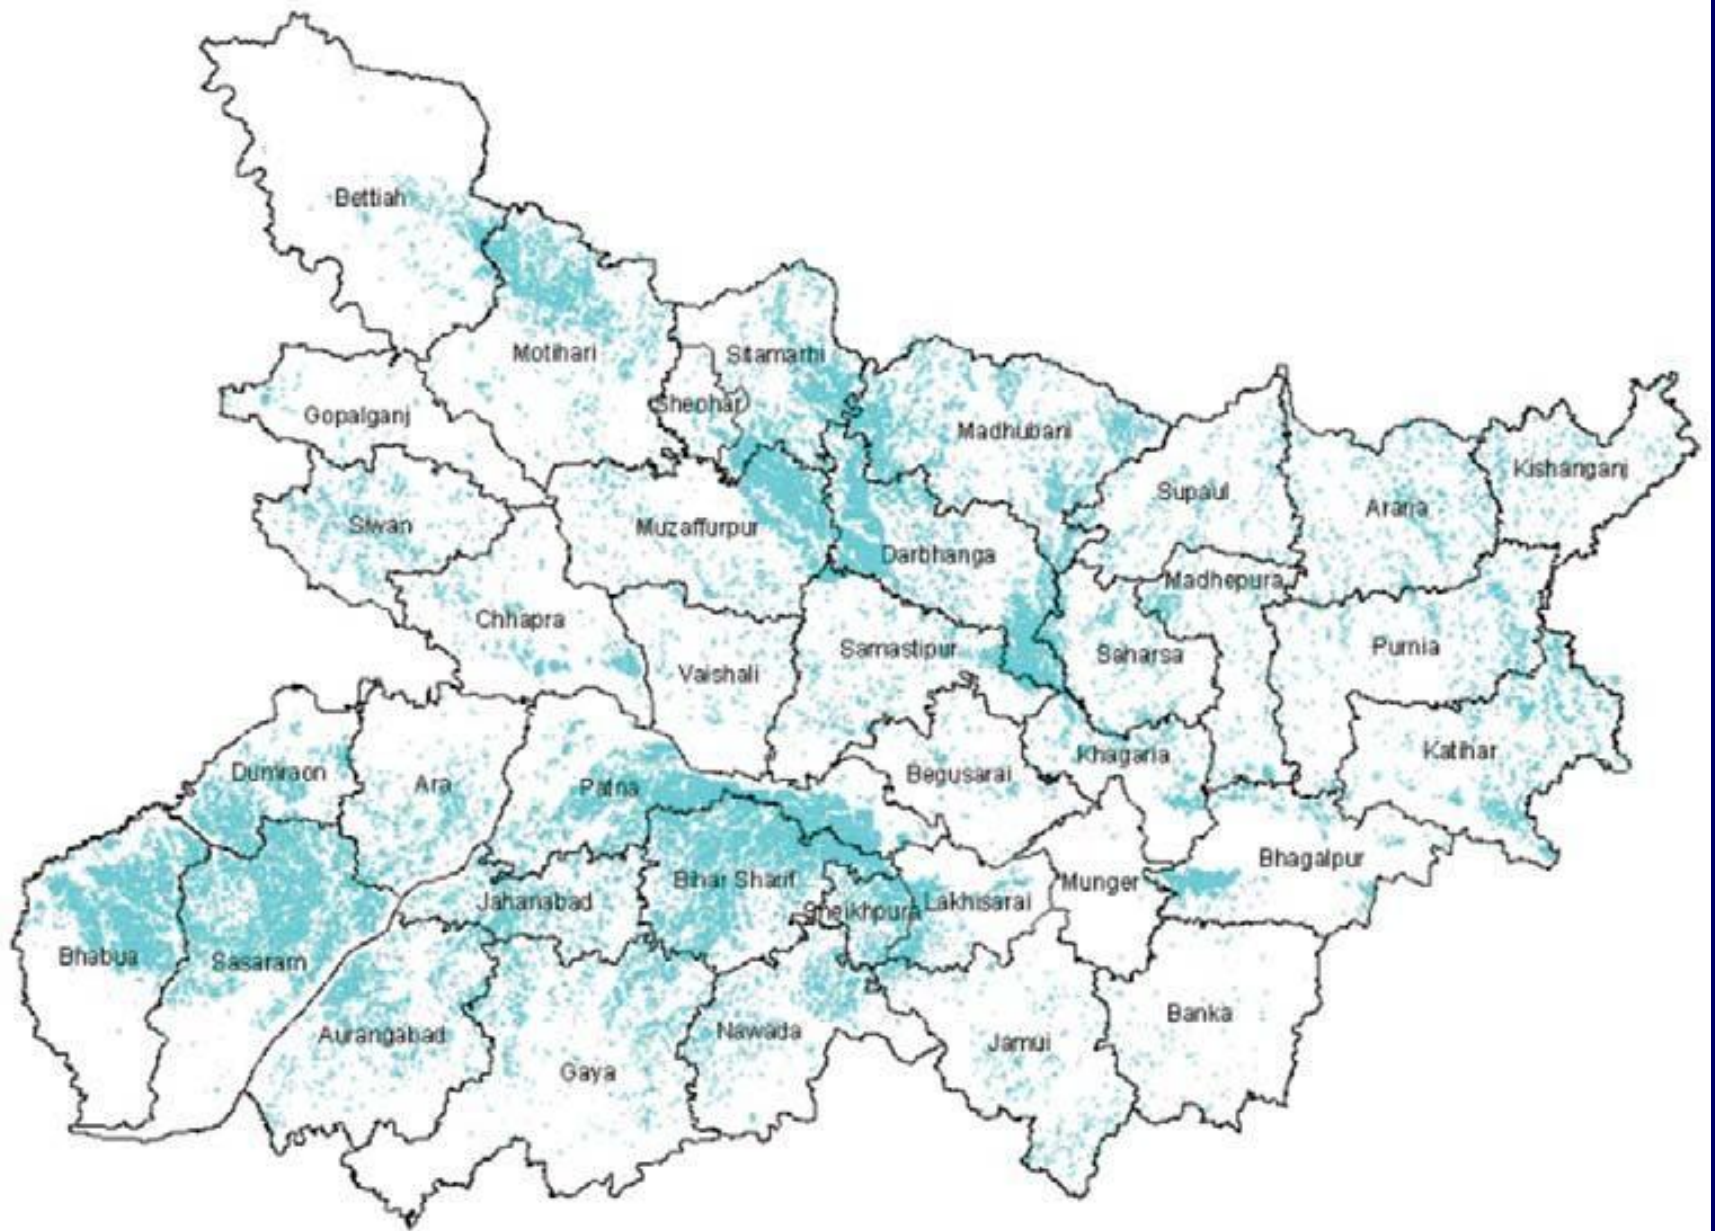 Bettiah
Motihari
Sitamarhi
Sheohar
Gopalganj
Madhubani
Kishanganj
Supaul
Araria
Siwan
Muzaffurpur
Darbhanga
Madhepura
Chhapra
Samastipur
Saharsa
Purnia
Vaishali
Khagaria
Katihar
Dumraon
Ara
Patna
Begusarai
Bhagalpur
Bihar Sharif
Munger
Jahanabad
Sheikhpura
Lakhisarai
Bhabua
Sasaram
Banka
Aurangabad
Nawada
Jamui
Gaya